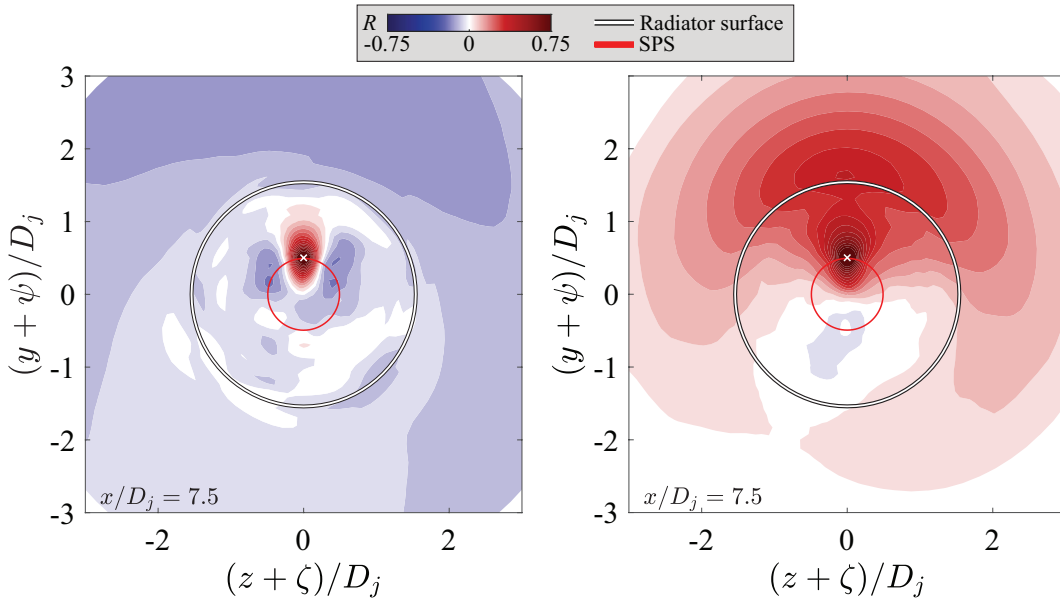 R
-0.75 0 0.75
Radiator surface
SPS
3
2
1
0
-1
-2
-3
(y + ψ)/D_j
x/D_j = 7.5
-2 0 2
(z + ζ)/D_j
3
2
1
0
-1
-2
-3
(y + ψ)/D_j
x/D_j = 7.5
-2 0 2
(z + ζ)/D_j